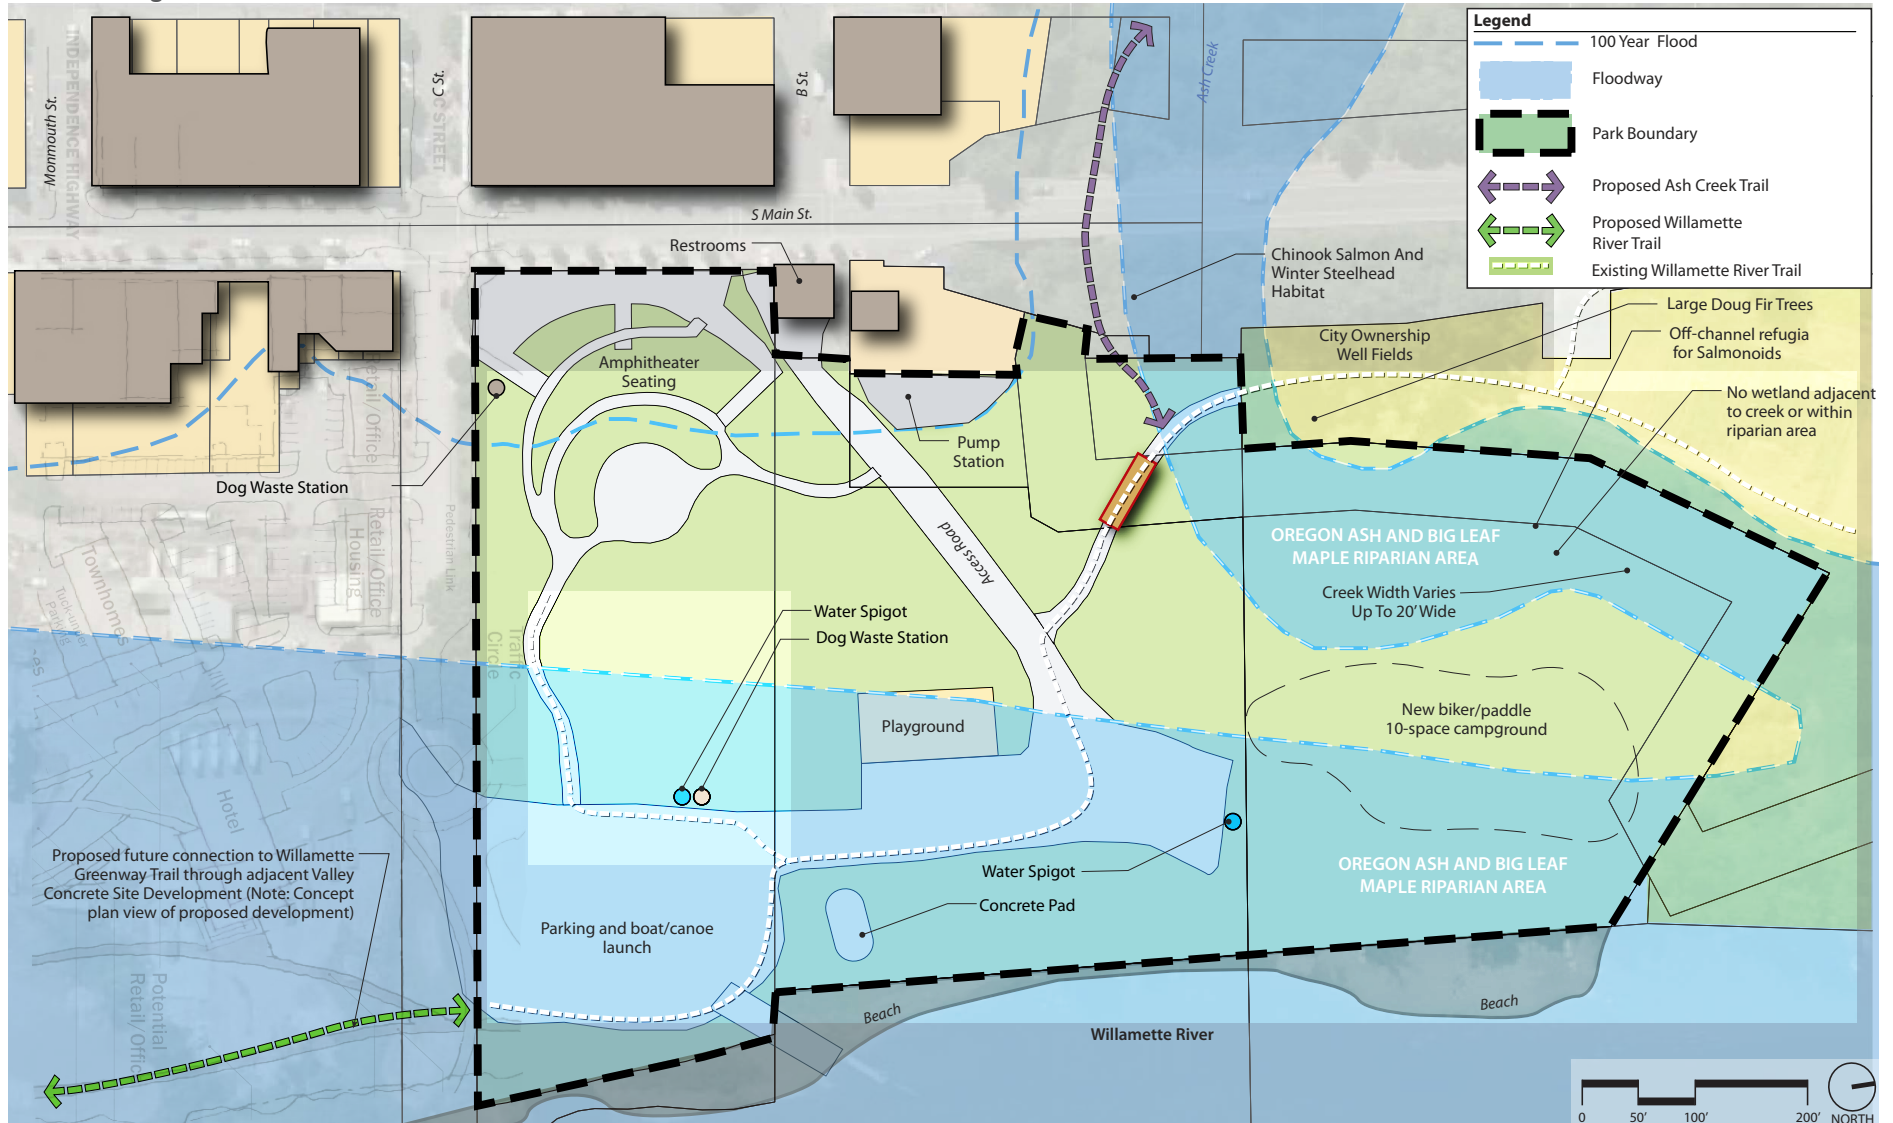 Legend
100 Year Flood
Floodway
Park Boundary
Proposed Ash Creek Trail
Proposed Willamette
River Trail
Existing Willamette River Trail
Monmouth St.
INDEPENDENCE HIGHWAY
C St.
C STREET
B St.
Ash Creek
S Main St.
Restrooms
Chinook Salmon And
Winter Steelhead
Habitat
Large Doug Fir Trees
City Ownership
Well Fields
Off-channel refugia
for Salmonoids
No wetland adjacent
to creek or within
riparian area
Amphitheater
Seating
Pump
Station
Dog Waste Station
Retail/Office
Retail/Office
Housing
Pedestrian Link
Townhomes
Tuck-under
Parking
Access Road
OREGON ASH AND BIG LEAF
MAPLE RIPARIAN AREA
Creek Width Varies
Up To 20' Wide
Water Spigot
Dog Waste Station
Traffic
Circle
Playground
New biker/paddle
10-space campground
Hotel
Proposed future connection to Willamette
Greenway Trail through adjacent Valley
Concrete Site Development (Note: Concept
plan view of proposed development)
Water Spigot
Concrete Pad
OREGON ASH AND BIG LEAF
MAPLE RIPARIAN AREA
Parking and boat/canoe
launch
Potential
Retail/Office
Beach
Beach
Willamette River
0 50' 100' 200'
NORTH